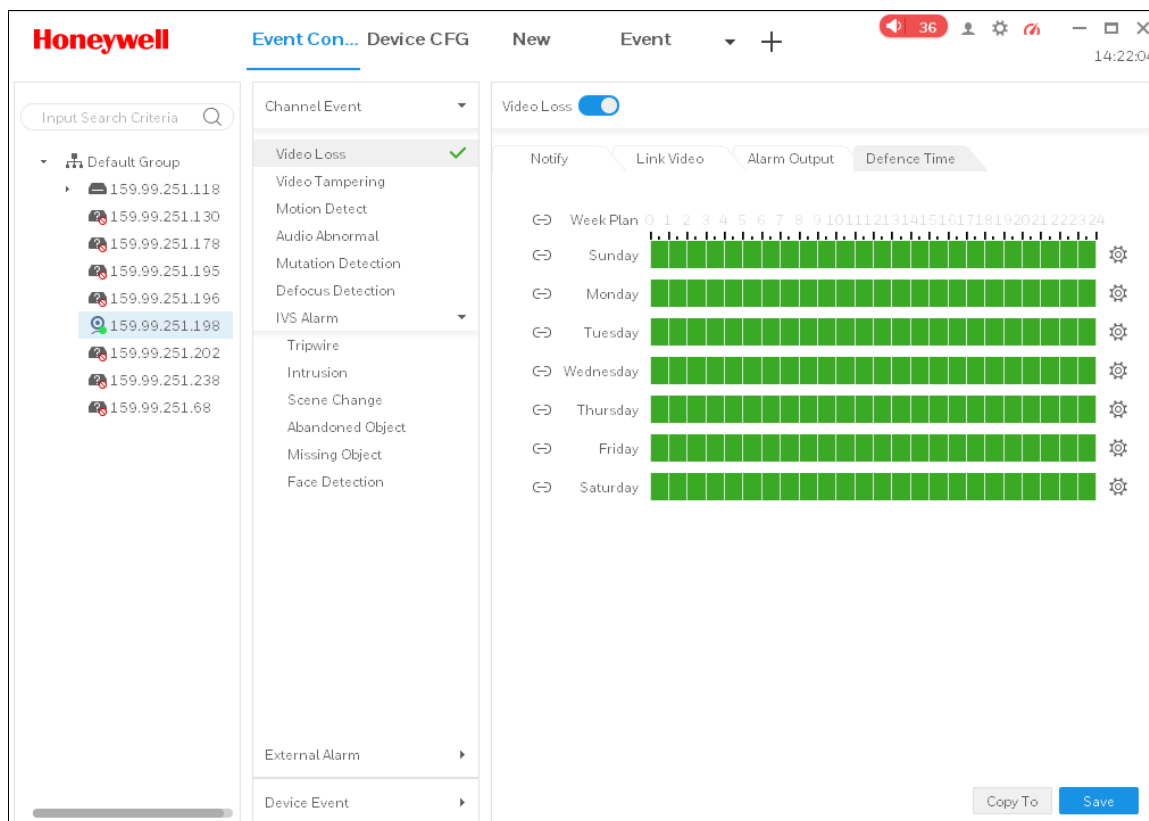 Honeywell
Event Con... Device CFG New Event
36
14:22:04
Input Search Criteria
Default Group
159.99.251.118
159.99.251.130
159.99.251.178
159.99.251.195
159.99.251.196
159.99.251.198
159.99.251.202
159.99.251.238
159.99.251.68
Channel Event
Video Loss
Video Tampering
Motion Detect
Audio Abnormal
Mutation Detection
Defocus Detection
IVS Alarm
Tripwire
Intrusion
Scene Change
Abandoned Object
Missing Object
Face Detection
External Alarm
Device Event
Video Loss
Notify Link Video Alarm Output Defence Time
Week Plan 0 1 2 3 4 5 6 7 8 9 10 11 12 13 14 15 16 17 18 19 20 21 22 23 24
Sunday
Monday
Tuesday
Wednesday
Thursday
Friday
Saturday
Copy To Save